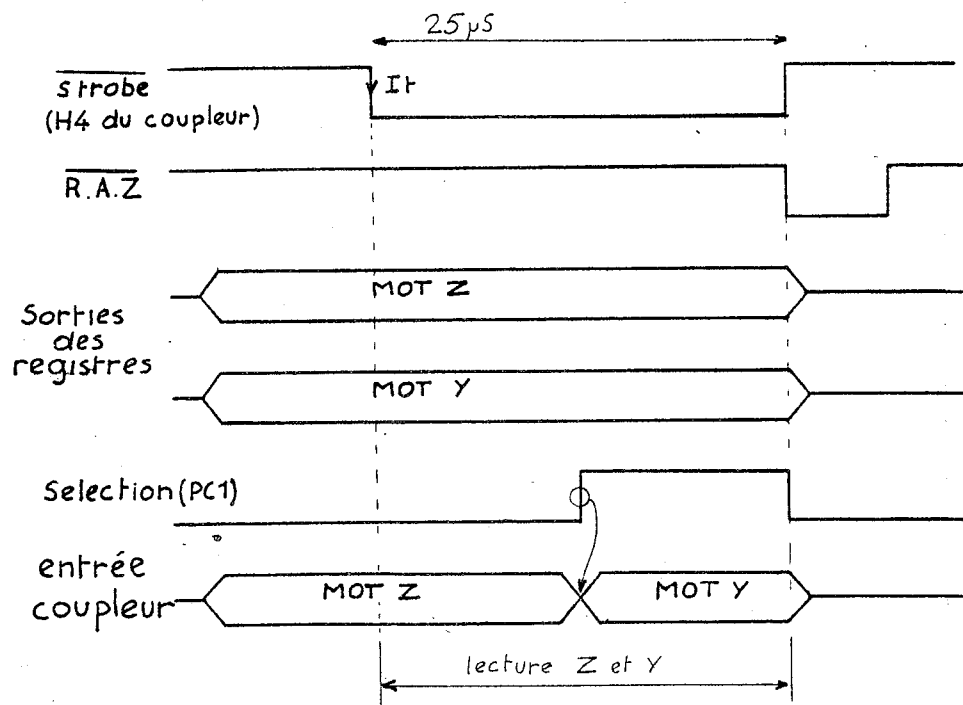 25µS
strobe
It
(H4 du coupleur)
R.A.Z
MOT Z
Sorties
des
registres
MOT Y
Selection (PC1)
entrée
coupleur
MOT Z
MOT Y
lecture Z et Y